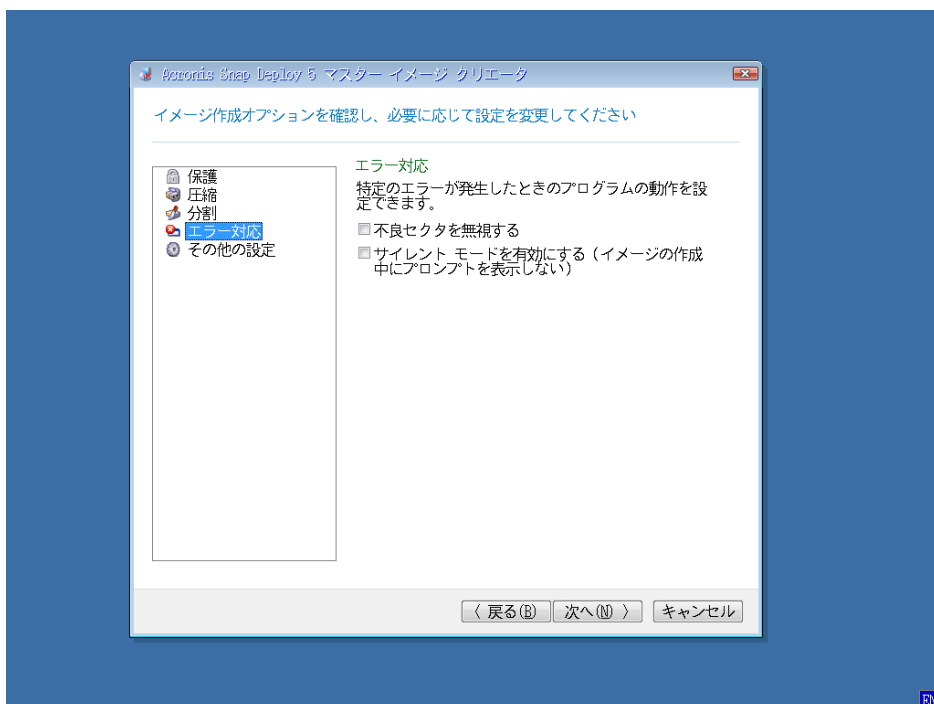 Acronis Snap Deploy 5 マスター イメージ クリエータ
イメージ作成オプションを確認し、必要に応じて設定を変更してください
保護
圧縮
分割
エラー対応
その他の設定
エラー対応
特定のエラーが発生したときのプログラムの動作を設
定できます。
不良セクタを無視する
サイレント モードを有効にする（イメージの作成
中にプロンプトを表示しない）
〈 戻る(B)
次へ(N) 〉
キャンセル
EN